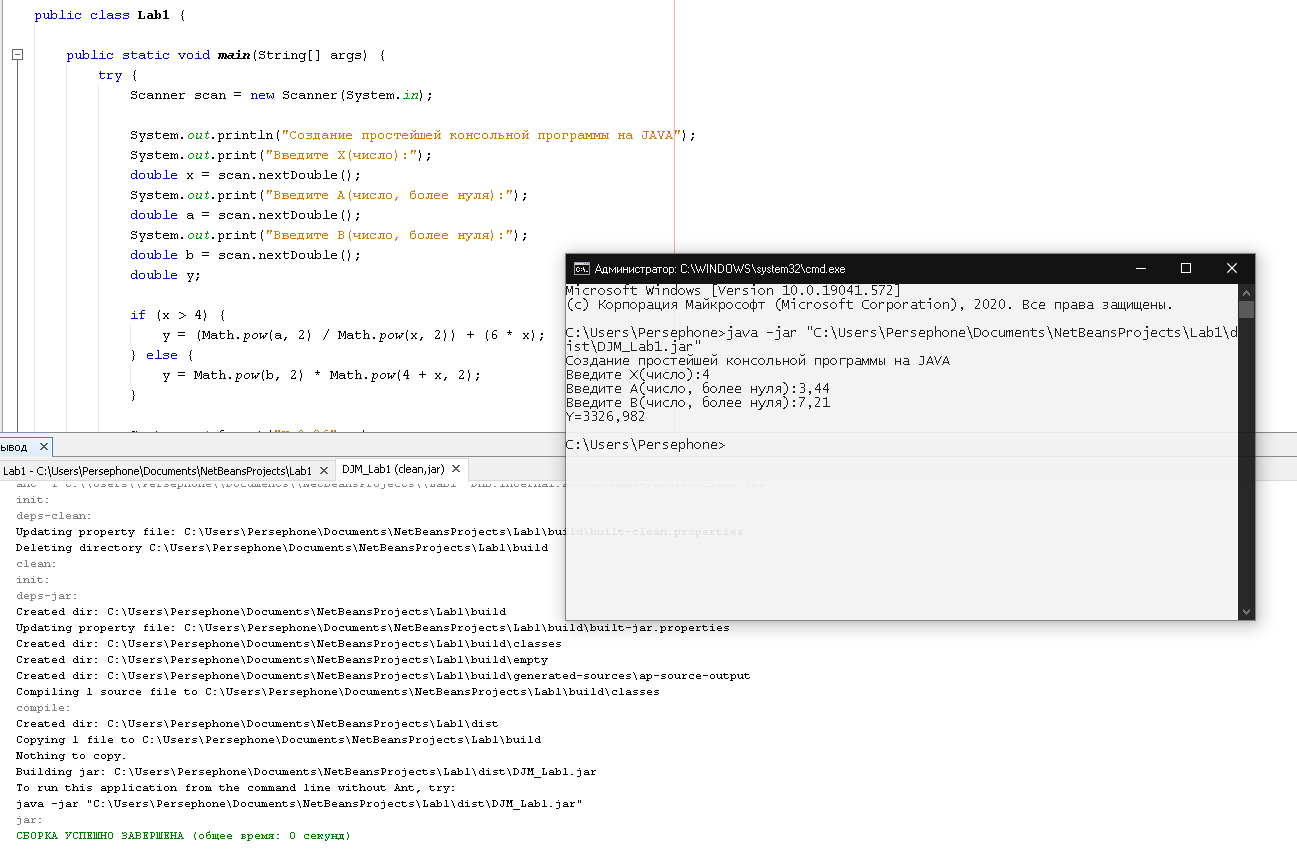 public class Lab1 {
public static void main(String[] args) {
try {
Scanner scan = new Scanner(System.in);
System.out.println("Создание простейшей консольной программы на JAVA");
System.out.print("Введите X(число):");
double x = scan.nextDouble();
System.out.print("Введите A(число, более нуля):");
double a = scan.nextDouble();
System.out.print("Введите B(число, более нуля):");
double b = scan.nextDouble();
double y;
if (x > 4) {
y = (Math.pow(a, 2) / Math.pow(x, 2)) + (6 * x);
} else {
y = Math.pow(b, 2) * Math.pow(4 + x, 2);
}
Администратор: C:\WINDOWS\system32\cmd.exe
Microsoft Windows [Version 10.0.19041.572]
(c) Корпорация Майкрософт (Microsoft Corporation), 2020. Все права защищены.
C:\Users\Persephone>java -jar "C:\Users\Persephone\Documents\NetBeansProjects\Lab1\d
ist\DJM_Lab1.jar"
Создание простейшей консольной программы на JAVA
Введите X(число):4
Введите A(число, более нуля):3,44
Введите B(число, более нуля):7,21
Y=3326,982
C:\Users\Persephone>
ывод
Lab1 - C:\Users\Persephone\Documents\NetBeansProjects\Lab1
DJM_Lab1 (clean,jar)
init:
deps-clean:
Updating property file: C:\Users\Persephone\Documents\NetBeansProjects\Lab1\build\built-clean.properties
Deleting directory C:\Users\Persephone\Documents\NetBeansProjects\Lab1\build
clean:
init:
deps-jar:
Created dir: C:\Users\Persephone\Documents\NetBeansProjects\Lab1\build
Updating property file: C:\Users\Persephone\Documents\NetBeansProjects\Lab1\build\built-jar.properties
Created dir: C:\Users\Persephone\Documents\NetBeansProjects\Lab1\build\classes
Created dir: C:\Users\Persephone\Documents\NetBeansProjects\Lab1\build\empty
Created dir: C:\Users\Persephone\Documents\NetBeansProjects\Lab1\build\generated-sources\ap-source-output
Compiling 1 source file to C:\Users\Persephone\Documents\NetBeansProjects\Lab1\build\classes
compile:
Created dir: C:\Users\Persephone\Documents\NetBeansProjects\Lab1\dist
Copying 1 file to C:\Users\Persephone\Documents\NetBeansProjects\Lab1\build
Nothing to copy.
Building jar: C:\Users\Persephone\Documents\NetBeansProjects\Lab1\dist\DJM_Lab1.jar
To run this application from the command line without Ant, try:
java -jar "C:\Users\Persephone\Documents\NetBeansProjects\Lab1\dist\DJM_Lab1.jar"
jar:
СБОРКА УСПЕШНО ЗАВЕРШЕНА (общее время: 0 секунд)